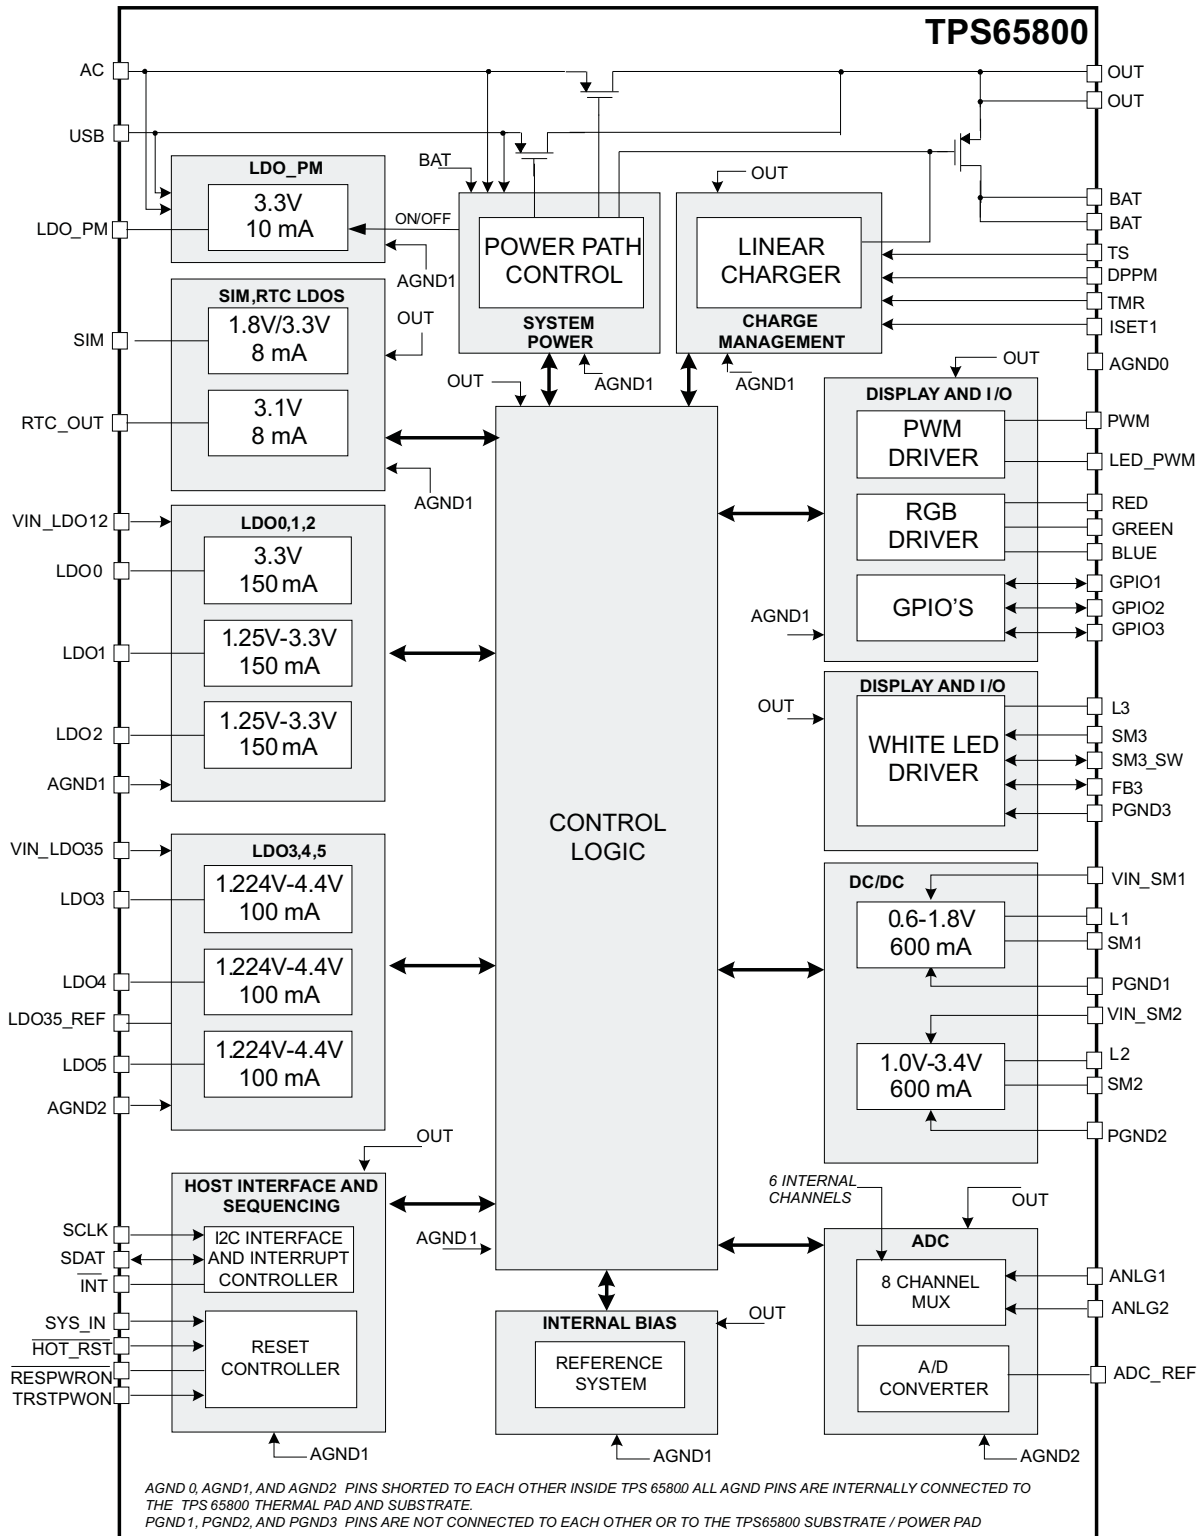 TPS65800
AC
USB
LDO_PM
SIM
RTC_OUT
VIN_LDO12
LDO0
LDO1
LDO2
AGND1
VIN_LDO35
LDO3
LDO4
LDO35_REF
LDO5
AGND2
SCLK
SDAT
INT
SYS_IN
HOT_RST
RESPWRON
TRSTPWON
LDO_PM
3.3V
10 mA
ON/OFF
AGND1
SIM,RTC LDOS
1.8V/3.3V
8 mA
3.1V
8 mA
OUT
AGND1
LDO0,1,2
3.3V
150 mA
1.25V-3.3V
150 mA
1.25V-3.3V
150 mA
LDO3,4,5
1.224V-4.4V
100 mA
1.224V-4.4V
100 mA
1.224V-4.4V
100 mA
OUT
HOST INTERFACE AND
SEQUENCING
I2C INTERFACE
AND INTERRUPT
CONTROLLER
RESET
CONTROLLER
AGND1
BAT
POWER PATH
CONTROL
SYSTEM
POWER
AGND1
OUT
LINEAR
CHARGER
CHARGE
MANAGEMENT
AGND1
OUT
CONTROL
LOGIC
AGND1
INTERNAL BIAS
REFERENCE
SYSTEM
OUT
AGND1
OUT
DISPLAY AND I/O
PWM
DRIVER
RGB
DRIVER
GPIO'S
AGND1
DISPLAY AND I/O
OUT
WHITE LED
DRIVER
DC/DC
0.6-1.8V
600 mA
1.0V-3.4V
600 mA
6 INTERNAL
CHANNELS
OUT
ADC
8 CHANNEL
MUX
A/D
CONVERTER
AGND2
OUT
OUT
BAT
BAT
TS
DPPM
TMR
ISET1
AGND0
PWM
LED_PWM
RED
GREEN
BLUE
GPIO1
GPIO2
GPIO3
L3
SM3
SM3_SW
FB3
PGND3
VIN_SM1
L1
SM1
PGND1
VIN_SM2
L2
SM2
PGND2
ANLG1
ANLG2
ADC_REF
AGND 0, AGND1, AND AGND2 PINS SHORTED TO EACH OTHER INSIDE TPS 65800 ALL AGND PINS ARE INTERNALLY CONNECTED TO
THE TPS 65800 THERMAL PAD AND SUBSTRATE.
PGND1, PGND2, AND PGND3 PINS ARE NOT CONNECTED TO EACH OTHER OR TO THE TPS65800 SUBSTRATE / POWER PAD